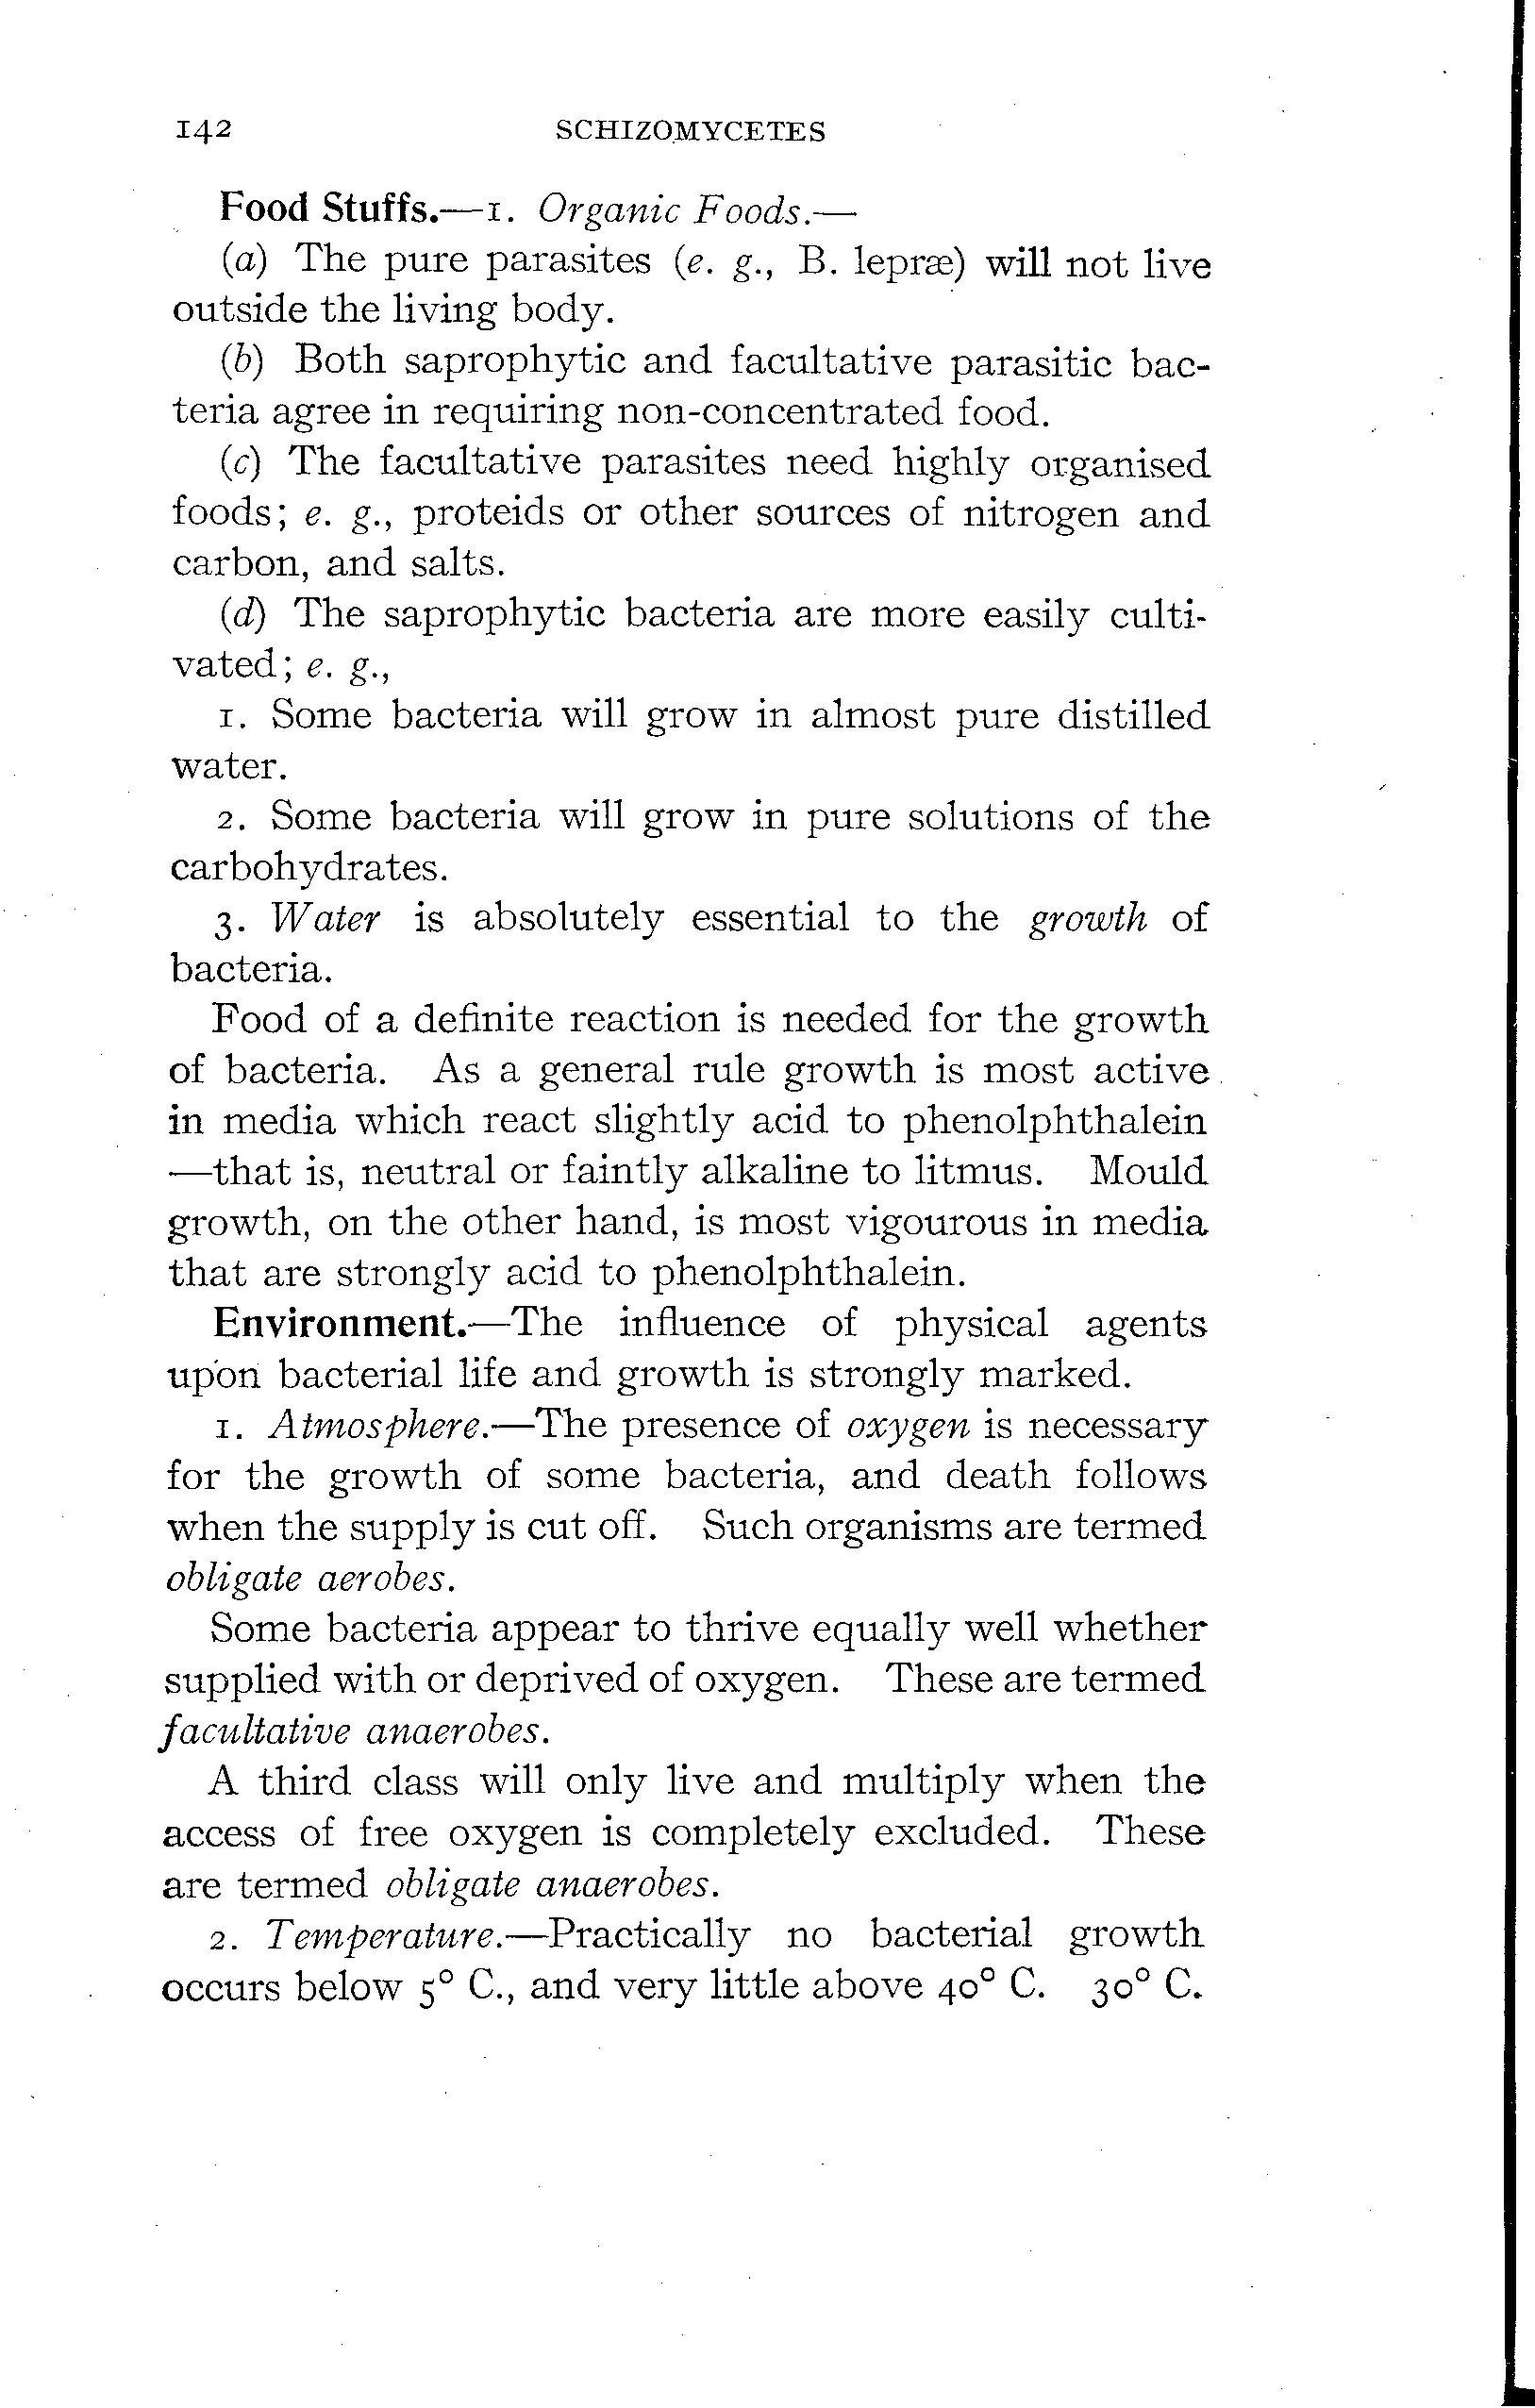 142 SCHIZOMYCETES
Food Stuffs.—1. Organic Foods.—
(a) The pure parasites (e. g., B. lepræ) will not live
outside the living body.
(b) Both saprophytic and facultative parasitic bac-
teria agree in requiring non-concentrated food.
(c) The facultative parasites need highly organised
foods; e. g., proteids or other sources of nitrogen and
carbon, and salts.
(d) The saprophytic bacteria are more easily culti-
vated; e. g.,
1. Some bacteria will grow in almost pure distilled
water.
2. Some bacteria will grow in pure solutions of the
carbohydrates.
3. Water is absolutely essential to the growth of
bacteria.
Food of a definite reaction is needed for the growth
of bacteria. As a general rule growth is most active
in media which react slightly acid to phenolphthalein
—that is, neutral or faintly alkaline to litmus. Mould
growth, on the other hand, is most vigourous in media
that are strongly acid to phenolphthalein.
Environment.—The influence of physical agents
upon bacterial life and growth is strongly marked.
1. Atmosphere.—The presence of oxygen is necessary
for the growth of some bacteria, and death follows
when the supply is cut off. Such organisms are termed
obligate aerobes.
Some bacteria appear to thrive equally well whether
supplied with or deprived of oxygen. These are termed
facultative anaerobes.
A third class will only live and multiply when the
access of free oxygen is completely excluded. These
are termed obligate anaerobes.
2. Temperature.—Practically no bacterial growth
occurs below 5° C., and very little above 40° C. 30° C.